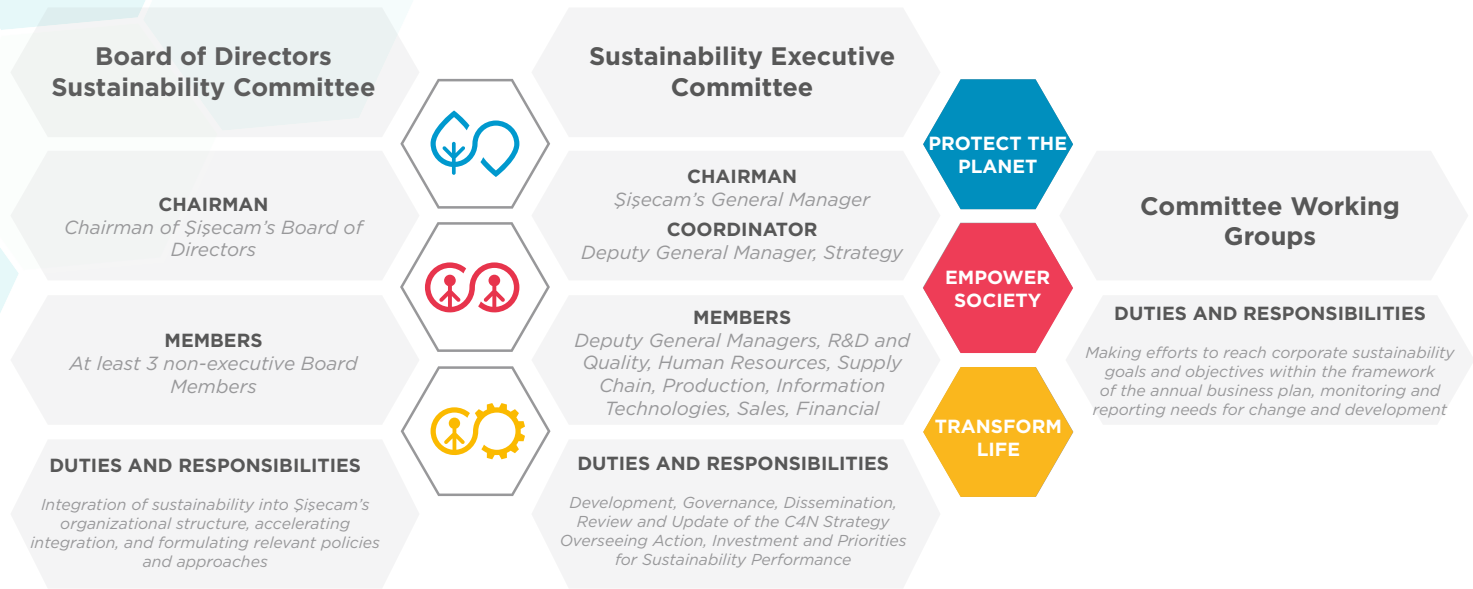 Board of Directors
Sustainability Committee
CHAIRMAN
Chairman of Şişecam’s Board of
Directors
MEMBERS
At least 3 non-executive Board
Members
DUTIES AND RESPONSIBILITIES
Integration of sustainability into Şişecam’s
organizational structure, accelerating
integration, and formulating relevant policies
and approaches
Sustainability Executive
Committee
CHAIRMAN
Şişecam’s General Manager
COORDINATOR
Deputy General Manager, Strategy
MEMBERS
Deputy General Managers, R&D and
Quality, Human Resources, Supply
Chain, Production, Information
Technologies, Sales, Financial
DUTIES AND RESPONSIBILITIES
Development, Governance, Dissemination,
Review and Update of the C4N Strategy
Overseeing Action, Investment and Priorities
for Sustainability Performance
PROTECT THE
PLANET
EMPOWER
SOCIETY
TRANSFORM
LIFE
Committee Working
Groups
DUTIES AND RESPONSIBILITIES
Making efforts to reach corporate sustainability
goals and objectives within the framework
of the annual business plan, monitoring and
reporting needs for change and development